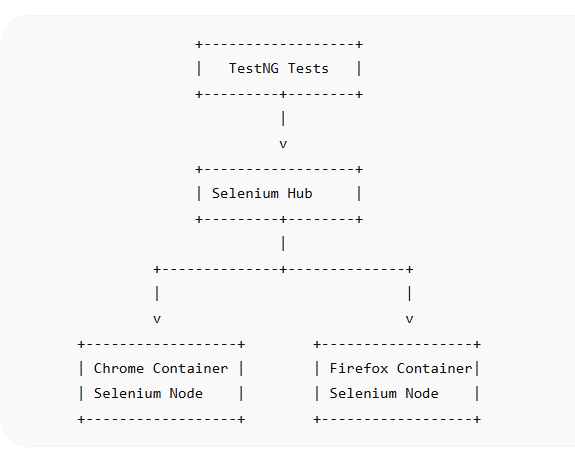 +------------------+
|   TestNG Tests   |
+---------+--------+
|
v
+------------------+
| Selenium Hub     |
+---------+--------+
|
+--------------+--------------+
|                             |
v                             v
+------------------+        +------------------+
| Chrome Container |        | Firefox Container|
| Selenium Node    |        | Selenium Node    |
+------------------+        +------------------+